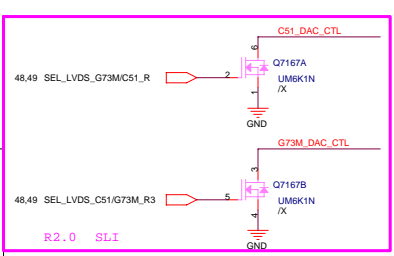 C51_DAC_CTL
6
Q7167A
48,49 SEL_LVDS_G73M/C51_R
2
UM6K1N
/X
1
GND
G73M_DAC_CTL
3
Q7167B
48,49 SEL_LVDS_C51/G73M_R3
5
UM6K1N
/X
4
R2.0 SLI
GND